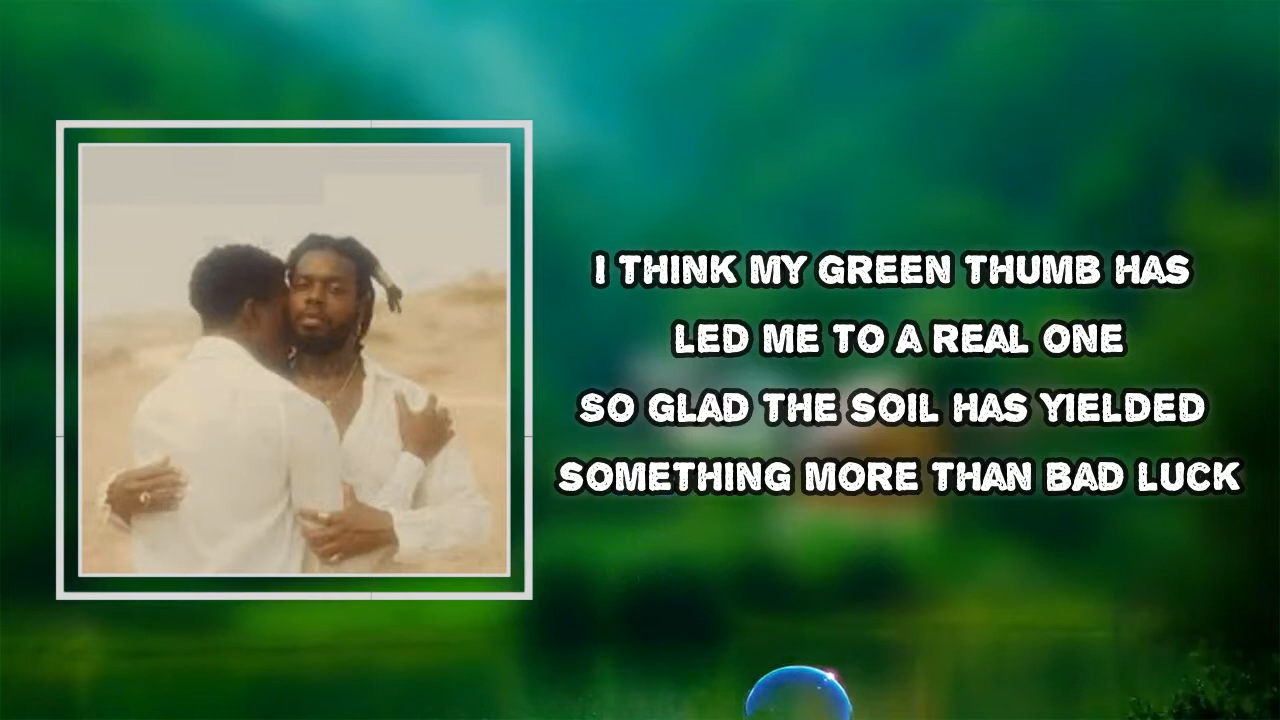 I THINK MY GREEN THUMB HAS
LED ME TO A REAL ONE
SO GLAD THE SOIL HAS YIELDED
SOMETHING MORE THAN BAD LUCK